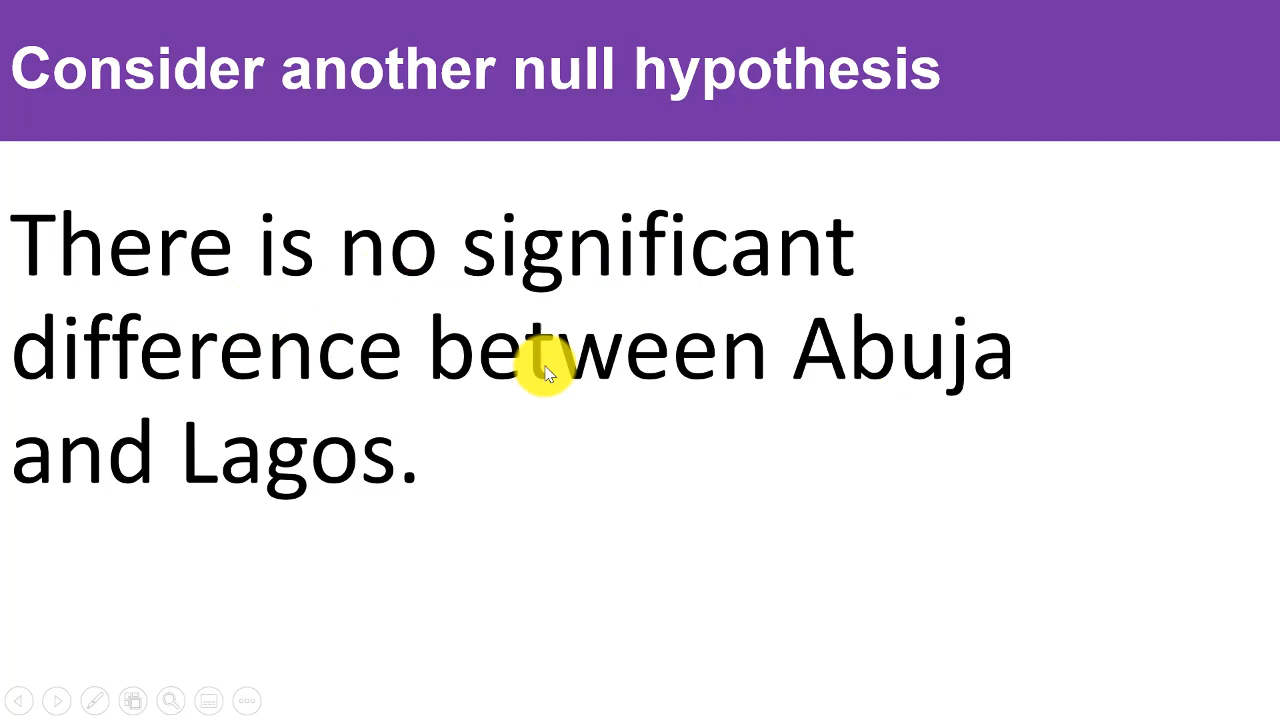 Consider another null hypothesis
There is no significant
difference between Abuja
and Lagos.